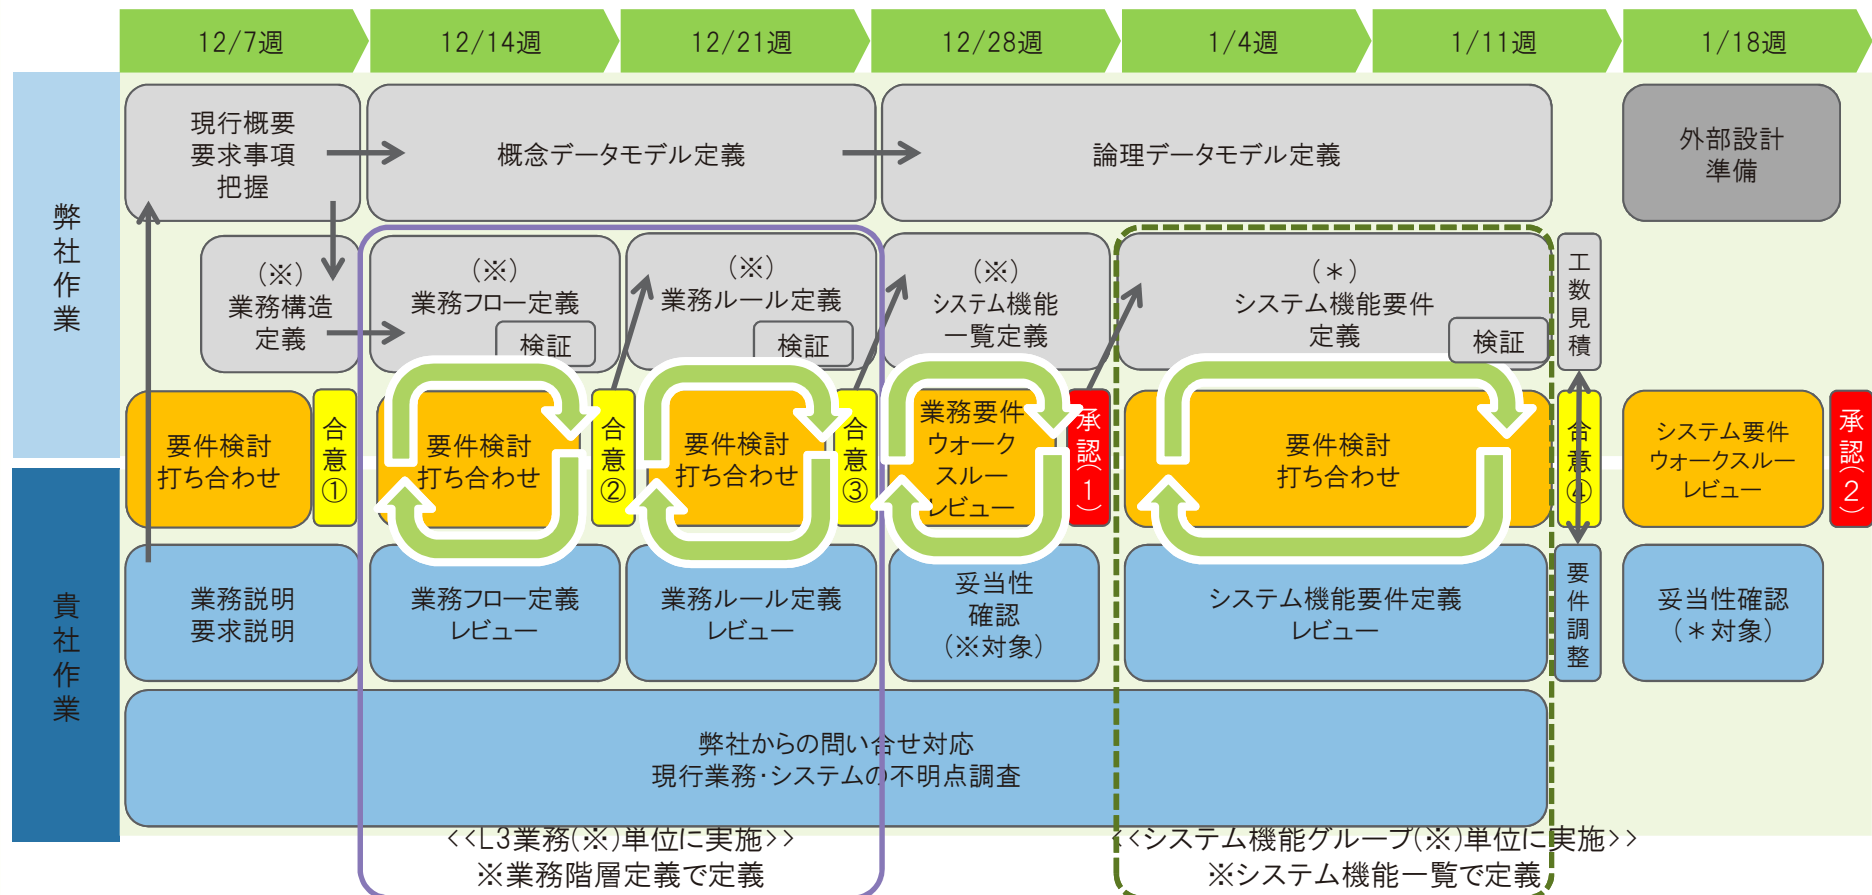 12/7週
12/14週
12/21週
12/28週
1/4週
1/11週
1/18週
弊社作業
現行概要
要求事項
把握
概念データモデル定義
論理データモデル定義
外部設計
準備
(※)
業務構造
定義
(※)
業務フロー定義
検証
(※)
業務ルール定義
検証
(※)
システム機能
一覧定義
(＊)
システム機能要件
定義
検証
工数見積
要件検討
打ち合わせ
合意①
要件検討
打ち合わせ
合意②
要件検討
打ち合わせ
合意③
業務要件
ウォーク
スルー
レビュー
承認(1)
要件検討
打ち合わせ
合意④
システム要件
ウォークスルー
レビュー
承認(2)
貴社作業
業務説明
要求説明
業務フロー定義
レビュー
業務ルール定義
レビュー
妥当性
確認
(※対象)
システム機能要件定義
レビュー
要件調整
妥当性確認
(＊対象)
弊社からの問い合せ対応
現行業務・システムの不明点調査
<<L3業務(※)単位に実施>>
※業務階層定義で定義
<<システム機能グループ(※)単位に実施>>
※システム機能一覧で定義